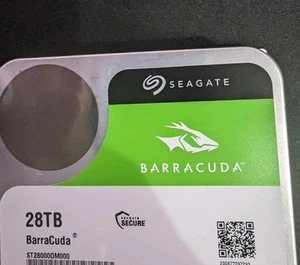 SEAGATE
BARRACUDA
28TB
BarraCuda®
ST28000DM000
SEAGATE
SECURE